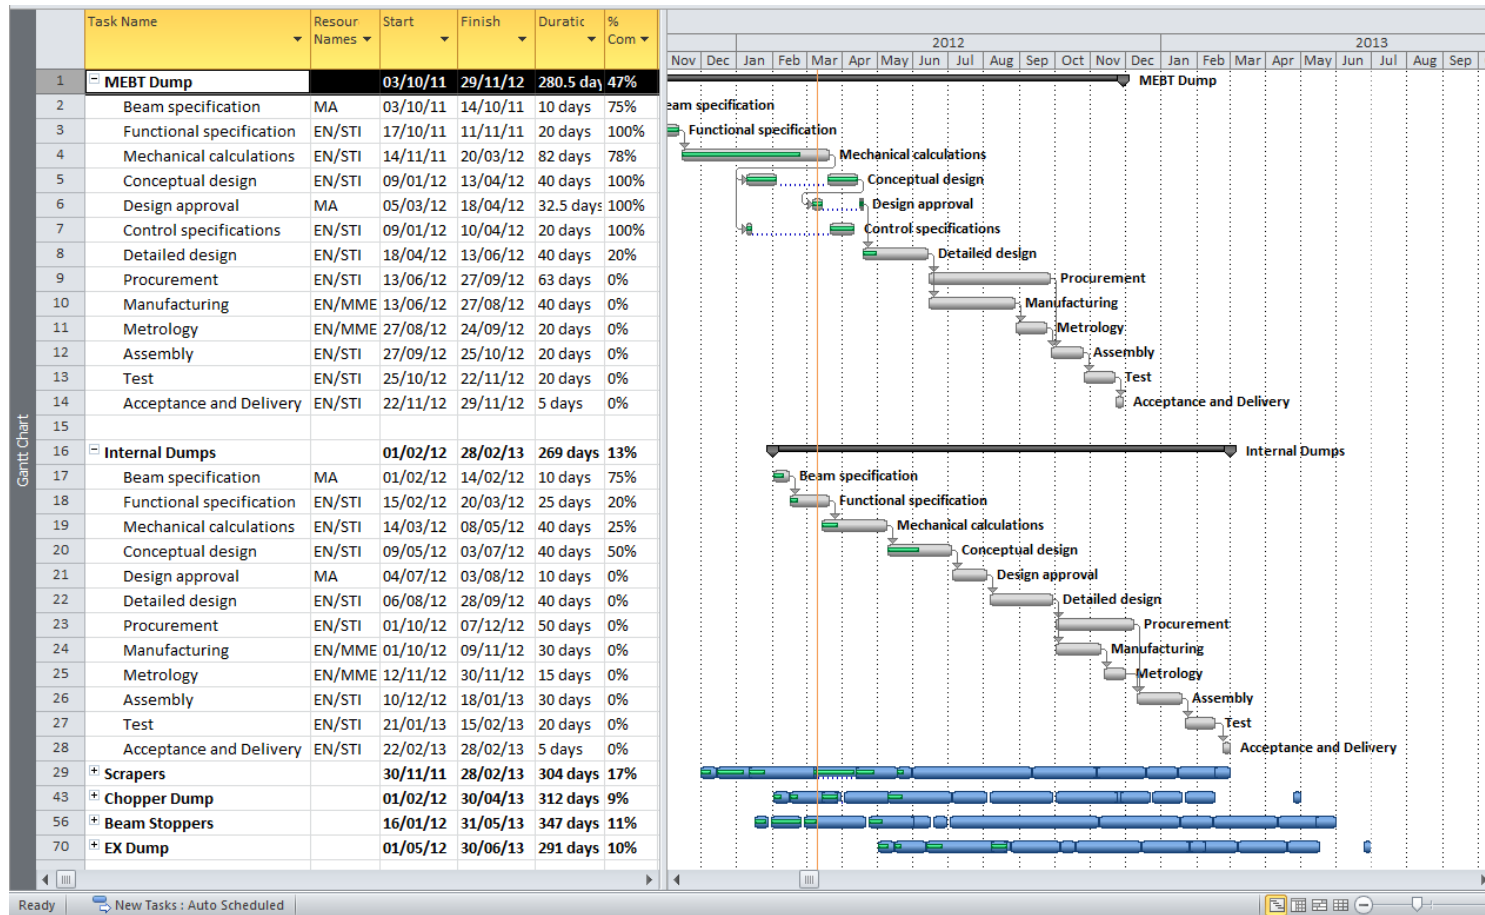 Task Name Resour Names Start Finish Duratic % Com
2012 2013
Nov Dec Jan Feb Mar Apr May Jun Jul Aug Sep Oct Nov Dec Jan Feb Mar Apr May Jun Jul Aug Sep
1 MEBT Dump 03/10/11 29/11/12 280.5 day 47% MEBT Dump
2 Beam specification MA 03/10/11 14/10/11 10 days 75% eam specification
3 Functional specification EN/STI 17/10/11 11/11/11 20 days 100% Functional specification
4 Mechanical calculations EN/STI 14/11/11 20/03/12 82 days 78% Mechanical calculations
5 Conceptual design EN/STI 09/01/12 13/04/12 40 days 100% Conceptual design
6 Design approval MA 05/03/12 18/04/12 32.5 days 100% Design approval
7 Control specifications EN/STI 09/01/12 10/04/12 20 days 100% Control specifications
8 Detailed design EN/STI 18/04/12 13/06/12 40 days 20% Detailed design
9 Procurement EN/STI 13/06/12 27/09/12 63 days 0% Procurement
10 Manufacturing EN/MME 13/06/12 27/08/12 40 days 0% Manufacturing
11 Metrology EN/MME 27/08/12 24/09/12 20 days 0% Metrology
12 Assembly EN/STI 27/09/12 25/10/12 20 days 0% Assembly
13 Test EN/STI 25/10/12 22/11/12 20 days 0% Test
14 Acceptance and Delivery EN/STI 22/11/12 29/11/12 5 days 0% Acceptance and Delivery
15
16 Internal Dumps 01/02/12 28/02/13 269 days 13% Internal Dumps
17 Beam specification MA 01/02/12 14/02/12 10 days 75% Beam specification
18 Functional specification EN/STI 15/02/12 20/03/12 25 days 20% Functional specification
19 Mechanical calculations EN/STI 14/03/12 08/05/12 40 days 25% Mechanical calculations
20 Conceptual design EN/STI 09/05/12 03/07/12 40 days 50% Conceptual design
21 Design approval MA 04/07/12 03/08/12 10 days 0% Design approval
22 Detailed design EN/STI 06/08/12 28/09/12 40 days 0% Detailed design
23 Procurement EN/STI 01/10/12 07/12/12 50 days 0% Procurement
24 Manufacturing EN/MME 01/10/12 09/11/12 30 days 0% Manufacturing
25 Metrology EN/MME 12/11/12 30/11/12 15 days 0% Metrology
26 Assembly EN/STI 10/12/12 18/01/13 30 days 0% Assembly
27 Test EN/STI 21/01/13 15/02/13 20 days 0% Test
28 Acceptance and Delivery EN/STI 22/02/13 28/02/13 5 days 0% Acceptance and Delivery
29 Scrapers 30/11/11 28/02/13 304 days 17%
43 Chopper Dump 01/02/12 30/04/13 312 days 9%
56 Beam Stoppers 16/01/12 31/05/13 347 days 11%
70 EX Dump 01/05/12 30/06/13 291 days 10%
Gantt Chart
Ready New Tasks : Auto Scheduled